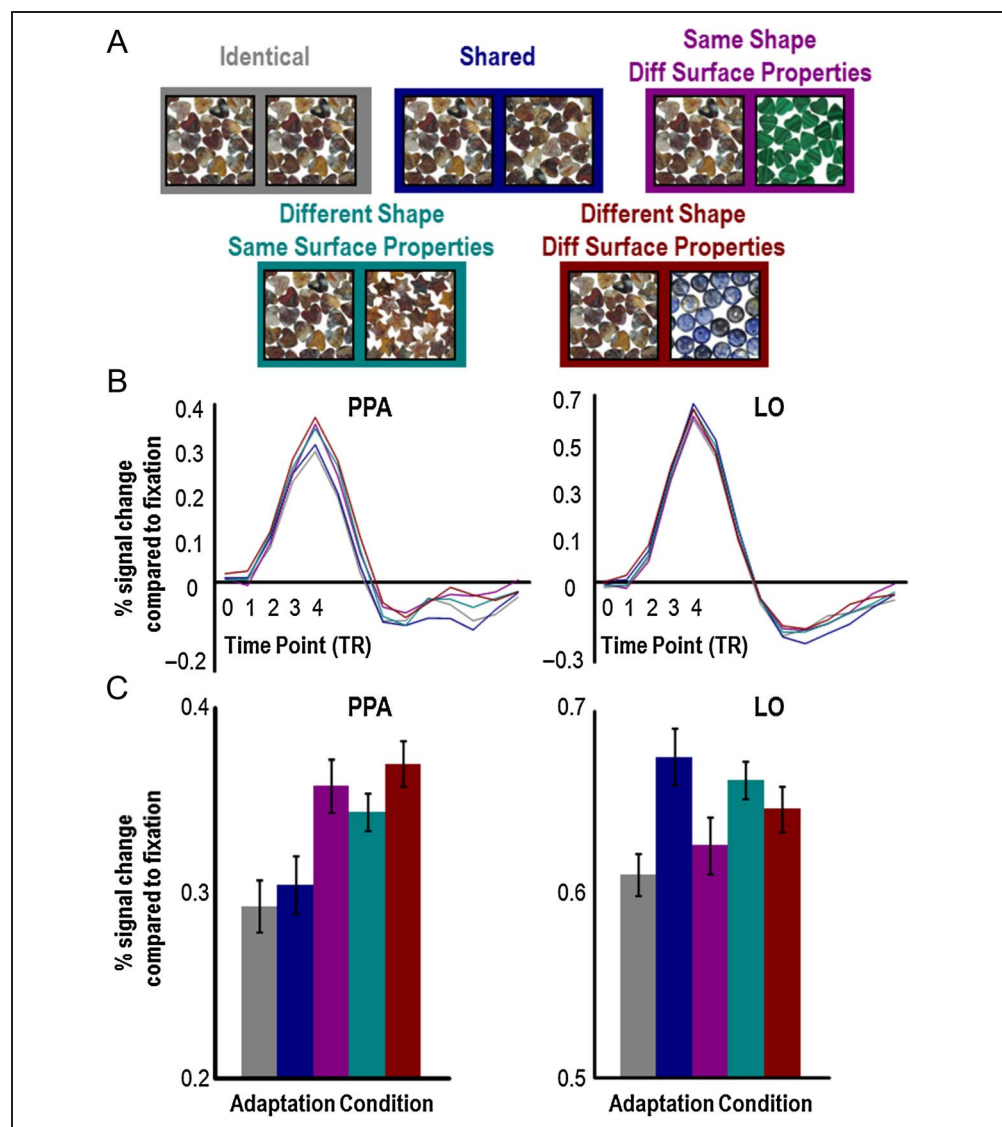 A
Identical
Shared
Same Shape
Diff Surface Properties
Different Shape
Same Surface Properties
Different Shape
Diff Surface Properties
B
PPA
% signal change
compared to fixation
0.4
0.3
0.2
0.1
0
−0.2
0 1 2 3 4
Time Point (TR)
LO
0.7
0.5
0.3
0.1
0
−0.3
0 1 2 3 4
Time Point (TR)
C
PPA
% signal change
compared to fixation
0.4
0.3
0.2
Adaptation Condition
LO
0.7
0.6
0.5
Adaptation Condition